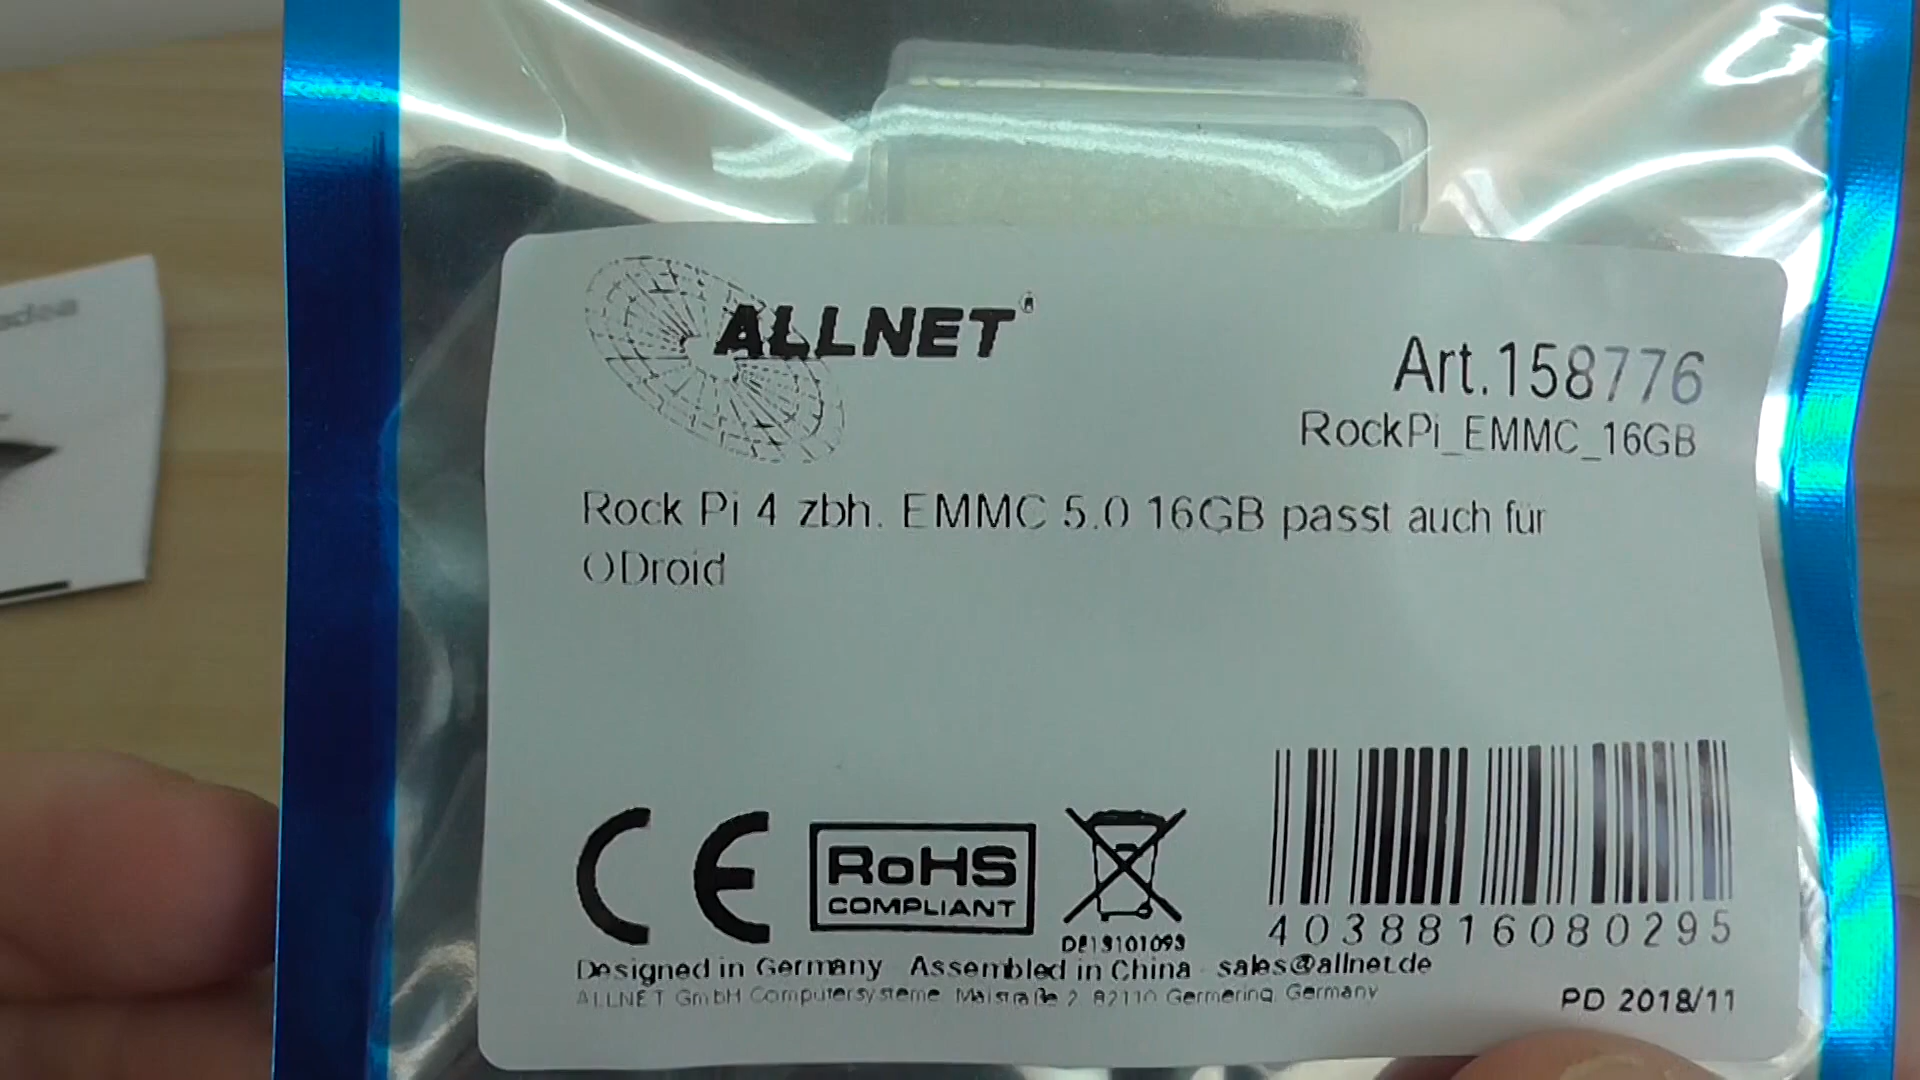 ALLNET®
Art.158776
RockPi_EMMC_16GB
Rock Pi 4 zbh. EMMC 5.0 16GB passt auch für
ODroid
CE
RoHS
COMPLIANT
DE13101093
4038816080295
Designed in Germany Assembled in China sales@allnet.de
ALLNET GmbH Computersysteme Maistraße 2 82110 Germering Germany
PD 2018/11